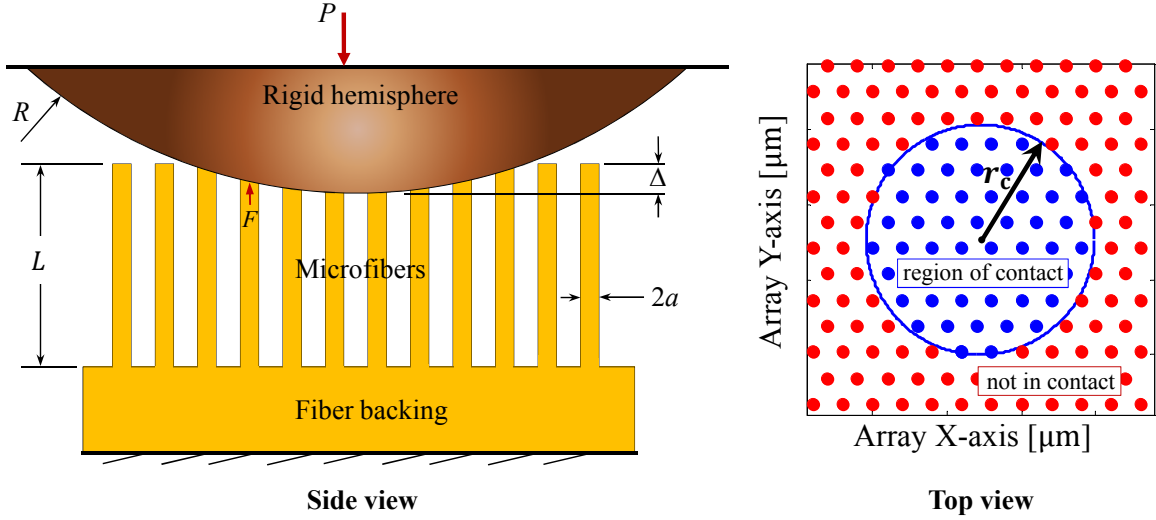 P
Rigid hemisphere
R
Δ
F
L
Microfibers
2a
Fiber backing
Side view
Array Y-axis [μm]
r_c
region of contact
not in contact
Array X-axis [μm]
Top view